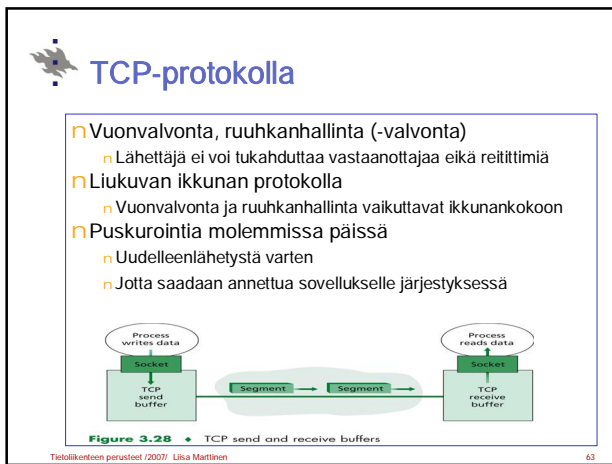 TCP-protokolla
n Vuonvalvonta, ruuhkanhallinta (-valvonta)
n Lähettäjä ei voi tukahduttaa vastaanottajaa eikä reitittimiä
n Liukuvan ikkunan protokolla
n Vuonvalvonta ja ruuhkanhallinta vaikuttavat ikkunankokoon
n Puskurointia molemmissa päissä
n Uudelleenlähetystä varten
n Jotta saadaan annettua sovellukselle järjestyksessä
Process
writes data
Socket
TCP
send
buffer
Segment
Segment
Process
reads data
Socket
TCP
receive
buffer
Figure 3.28 ♦ TCP send and receive buffers
Tietoliikenteen perusteet /2007/ Liisa Marttinen 63